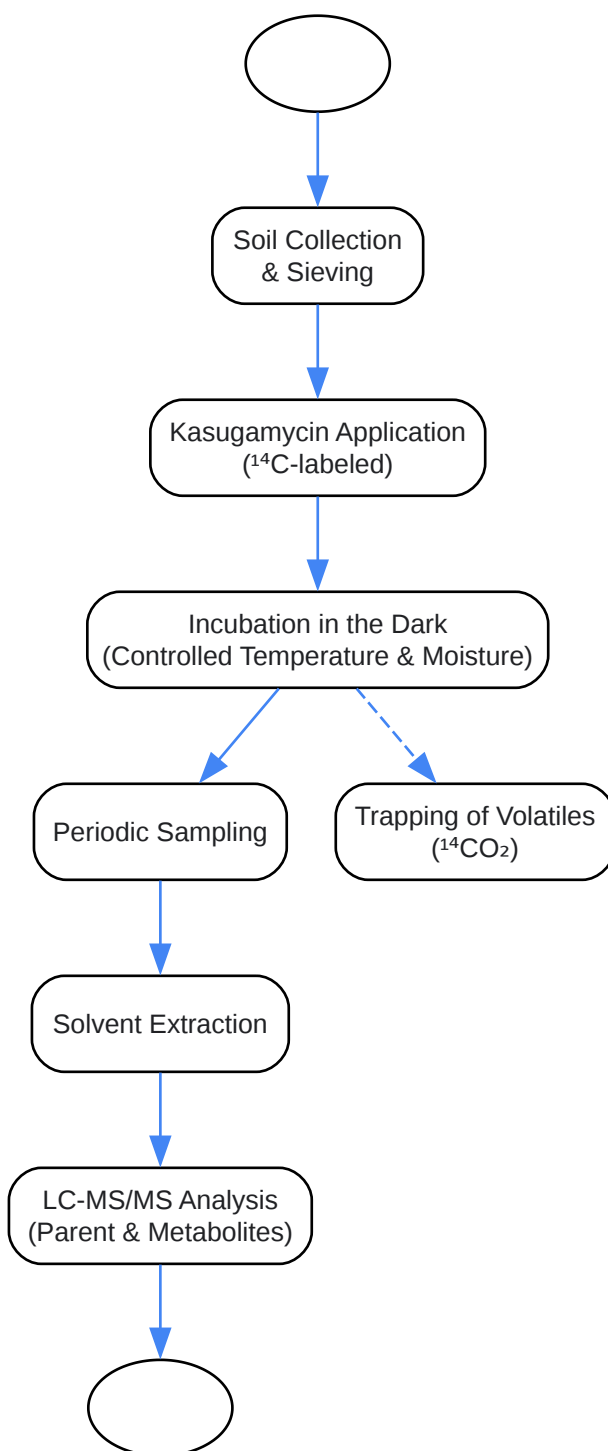 Soil Collection
& Sieving
Kasugamycin Application
(¹⁴C-labeled)
Incubation in the Dark
(Controlled Temperature & Moisture)
Periodic Sampling
Trapping of Volatiles
(¹⁴CO₂)
Solvent Extraction
LC-MS/MS Analysis
(Parent & Metabolites)